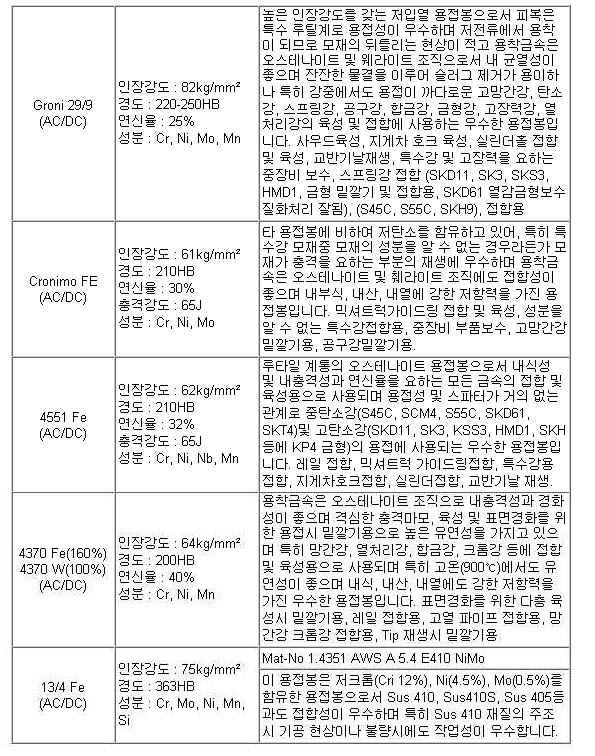 Groni 29/9
(AC/DC)
인장강도 : 82kg/mm²
경도 : 220-250HB
연신율 : 25%
성분 : Cr, Ni, Mo, Mn
높은 인장강도를 갖는 저입열 용접봉으로서 피복은
특수 루틸계로 용접성이 우수하며 저전류에서 용착
이 되므로 모재의 뒤틀리는 현상이 적고 용착금속은
오스테나이트 및 웨라이트 조직으로서 내 균열성이
좋으며 잔잔한 물결을 이루어 슬러그 제거가 용이하
나 특히 강중에서도 용접이 까다로운 고망간강, 탄소
강, 스프링강, 공구강, 합금강, 금형강, 고장력강, 열
처리강의 육성 및 접합에 사용하는 우수한 용접봉입
니다. 사우드육성, 지게차 호크 육성, 실린더홀 접합
및 육성, 교반기날재생, 특수강 및 고장력을 요하는
중장비 보수, 스프링강 접합 (SKD11, SK3, SKS3,
HMD1, 금형 밑깔기 및 접합용, SKD61 열감금형보수
질화처리 잘됨), (S45C, S55C, SKH9), 접합용
Cronimo FE
(AC/DC)
인장강도 : 61kg/mm²
경도 : 210HB
연신율 : 30%
충격강도 : 65J
성분 : Cr, Ni, Mo
타 용접봉에 비하여 저탄소를 함유하고 있어, 특히 특
수강 모재중 모재의 성분을 알 수 없는 경우라든가 모
재가 충격을 요하는 부분의 재생에 우수하며 용착금
속은 오스테나이트 및 훼라이트 조직에도 접합성이
좋으며 내부식, 내산, 내열에 강한 저항력을 가진 용
접봉입니다. 믹셔트럭가이드링 접합 및 육성, 성분을
알 수 없는 특수강접합용, 중장비 부품보수, 고망간강
밑깔기용, 공구강밑깔기용.
4551 Fe
(AC/DC)
인장강도 : 62kg/mm²
경도 : 210HB
연신율 : 32%
충격강도 : 65J
성분 : Cr, Ni, Nb, Mn
루타일 계통의 오스테나이트 용접봉으로서 내식성
및 내충격성과 연신율을 요하는 모든 금속의 접합 및
육성용으로 사용되며 용접성 및 스파터가 거의 없는
관계로 중탄소강(S45C, SCM4, S55C, SKD61,
SKT4)및 고탄소강(SKD11, SK3, KSS3, HMD1, SKH
등에 KP4 금형)의 용접에 사용되는 우수한 용접봉입
니다. 레일 접합, 믹셔트럭 가이드링접합, 특수강용
접합, 지게차호크접합, 실린더접합, 교반기날 재생.
4370 Fe(160%)
4370 W(100%)
(AC/DC)
인장강도 : 64kg/mm²
경도 : 200HB
연신율 : 40%
성분 : Cr, Ni, Mn
용착금속은 오스테나이트 조직으로 내충격성과 경화
성이 좋으며 격심한 충격마모, 육성 및 표면경화를 위
한 용접시 밑깔기용으로 높은 유연성을 가지고 있으
며 특히 망간강, 열처리강, 합금강, 크롬강 등에 접합
및 육성용으로 사용되며 특히 고온(900℃)에서도 유
연성이 좋으며 내식, 내산, 내열에도 강한 저항력을
가진 우수한 용접봉입니다. 표면경화를 위한 다층 육
성시 밑깔기용, 레일 접합용, 고열 파이프 접합용, 망
간강 크롬강 접합용, Tip 재생시 밑깔기용
13/4 Fe
(AC/DC)
인장강도 : 75kg/mm²
경도 : 363HB
성분 : Cr, Mo, Ni, Mn,
Si
Mat-No 1.4351 AWS A 5.4 E410 NiMo
이 용접봉은 저크롬(Cri 12%), Ni(4.5%), Mo(0.5%)를
함유한 용접봉으로서 Sus 410, Sus410S, Sus 405등
과도 접합성이 우수하며 특히 Sus 410 재질의 주조
시 기공 현상이나 불량시에도 작업성이 우수합니다.